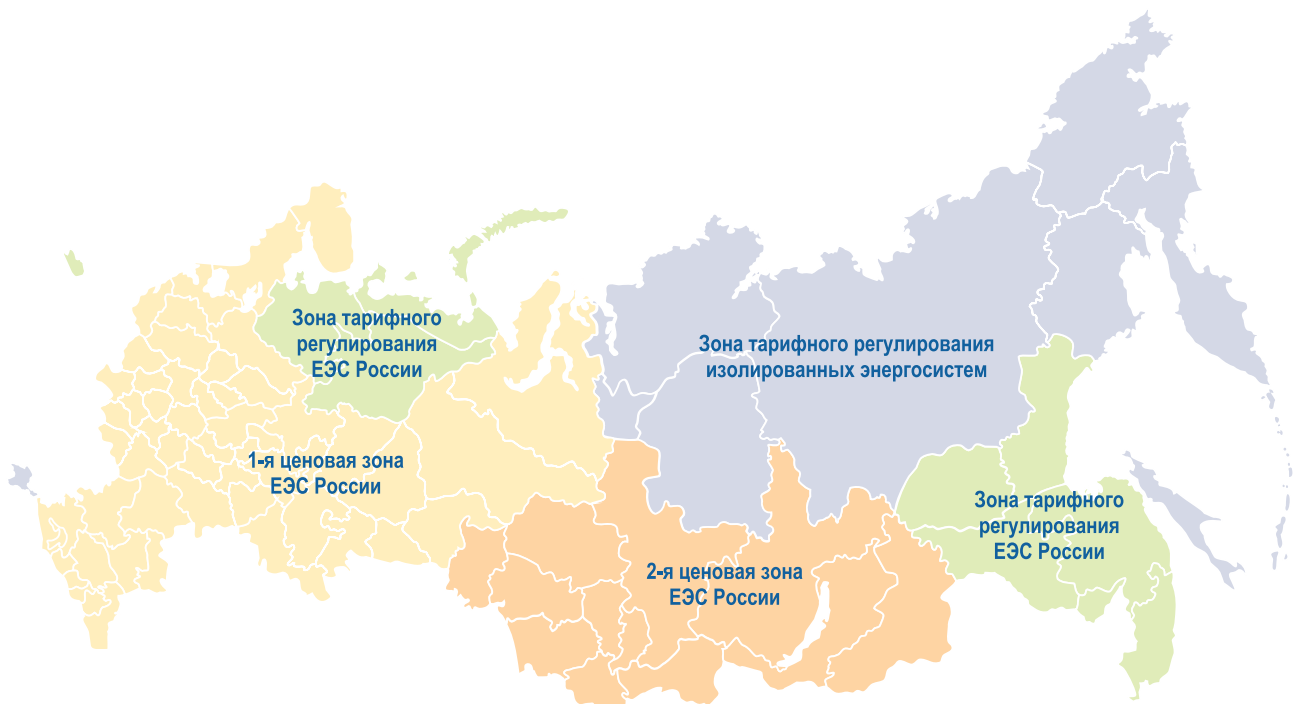 Зона тарифного
регулирования
ЕЭС России
Зона тарифного регулирования
изолированных энергосистем
1-я ценовая зона
ЕЭС России
Зона тарифного
регулирования
ЕЭС России
2-я ценовая зона
ЕЭС России